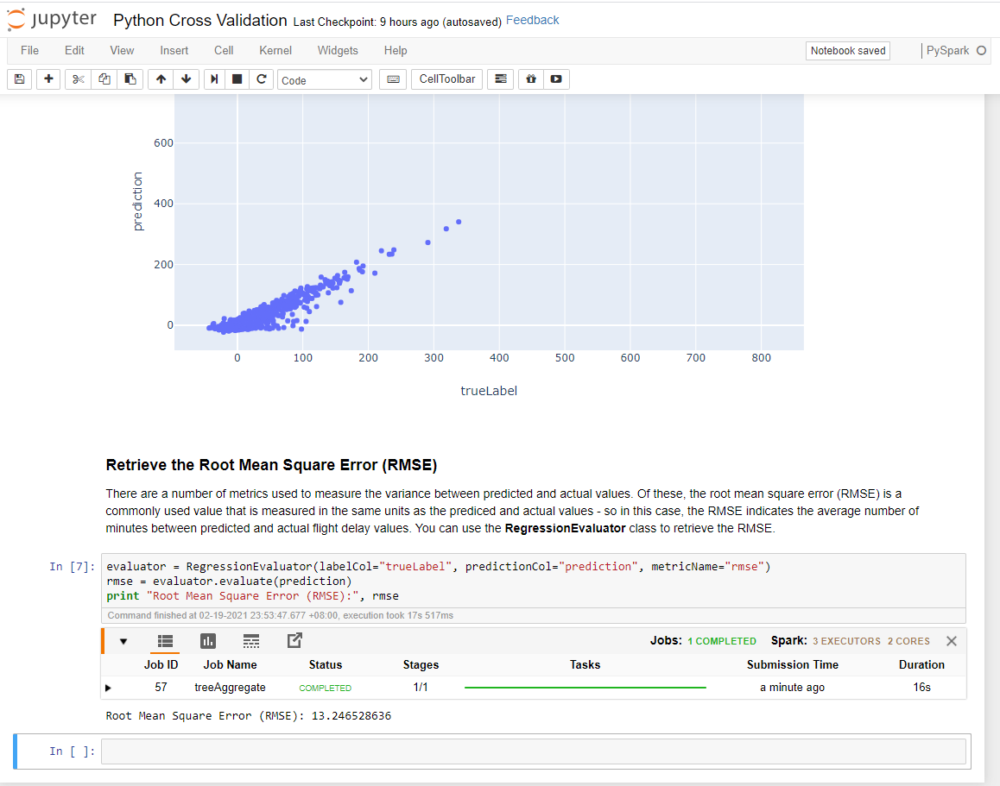 jupyter Python Cross Validation Last Checkpoint: 9 hours ago (autosaved) Feedback
File Edit View Insert Cell Kernel Widgets Help Notebook saved PySpark
Code CellToolbar
600
400
200
0
prediction
0 100 200 300 400 500 600 700 800
trueLabel
Retrieve the Root Mean Square Error (RMSE)
There are a number of metrics used to measure the variance between predicted and actual values. Of these, the root mean square error (RMSE) is a
commonly used value that is measured in the same units as the prediced and actual values - so in this case, the RMSE indicates the average number of
minutes between predicted and actual flight delay values. You can use the RegressionEvaluator class to retrieve the RMSE.
In [7]: evaluator = RegressionEvaluator(labelCol="trueLabel", predictionCol="prediction", metricName="rmse")
rmse = evaluator.evaluate(prediction)
print "Root Mean Square Error (RMSE):", rmse
Command finished at 02-19-2021 23:53:47.677 +08:00, execution took 17s 517ms
Jobs: 1 COMPLETED Spark: 3 EXECUTORS 2 CORES
Job ID Job Name Status Stages Tasks Submission Time Duration
57 treeAggregate COMPLETED 1/1 a minute ago 16s
Root Mean Square Error (RMSE): 13.246528636
In [ ]: